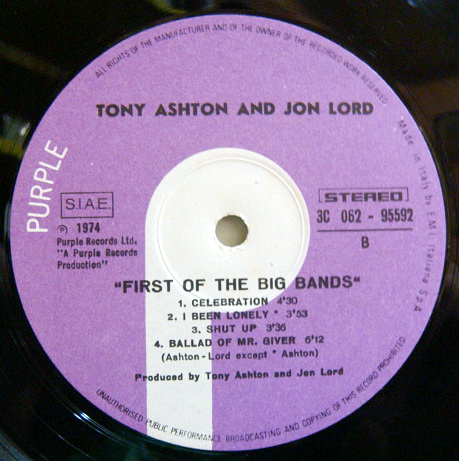 ALL RIGHTS OF THE MANUFACTURER AND OF THE OWNER OF THE RECORDED WORK RESERVED
TONY ASHTON AND JON LORD
PURPLE
S.I.A.E.
℗ 1974
Purple Records Ltd.
"A Purple Records
Production"
STEREO
3C 062 - 95592
B
Made in Italy by E.M.I. Italiana S.p.A.
"FIRST OF THE BIG BANDS"
1. CELEBRATION 4'30
2. I BEEN LONELY * 3'53
3. SHUT UP 3'36
4. BALLAD OF MR. GIVER 6'12
(Ashton-Lord except * Ashton)
Produced by Tony Ashton and Jon Lord
UNAUTHORISED PUBLIC PERFORMANCE BROADCASTING AND COPYING OF THIS RECORD PROHIBITED